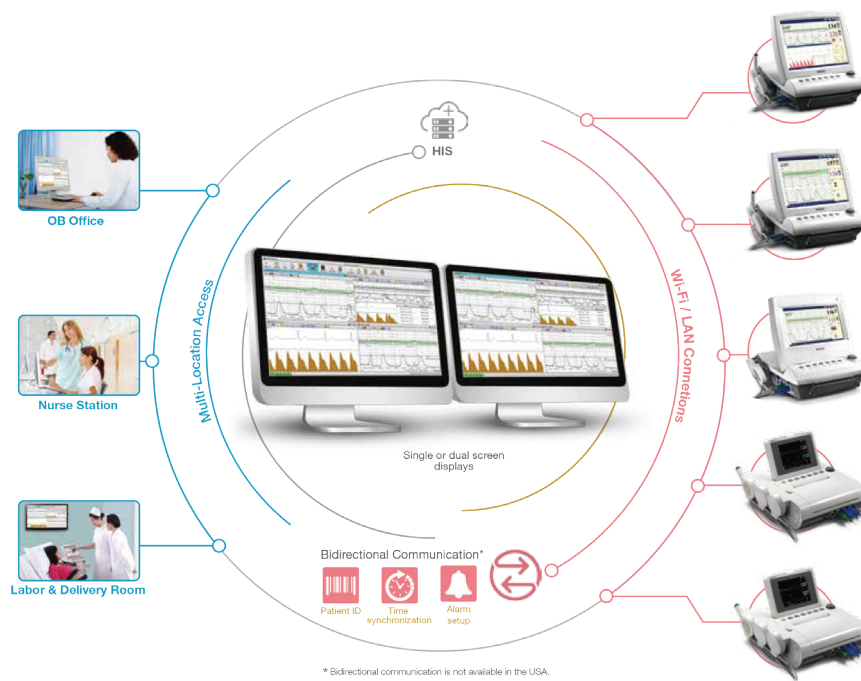 HIS
OB Office
Nurse Station
Labor & Delivery Room
Multi-Location Access
Wi-Fi / LAN Connetions
Single or dual screen
displays
Bidirectional Communication*
Patient ID
Time
synchronization
Alarm
setup
* Bidirectional communication is not available in the USA.